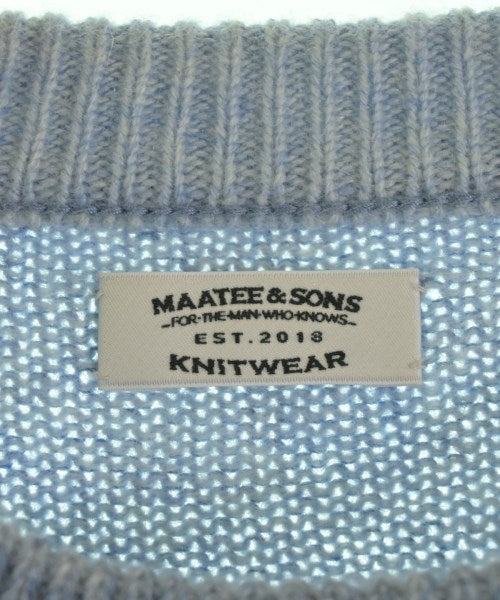 MAATEE & SONS
-FOR-THE-MAN-WHO-KNOWS-
EST. 2018
KNITWEAR